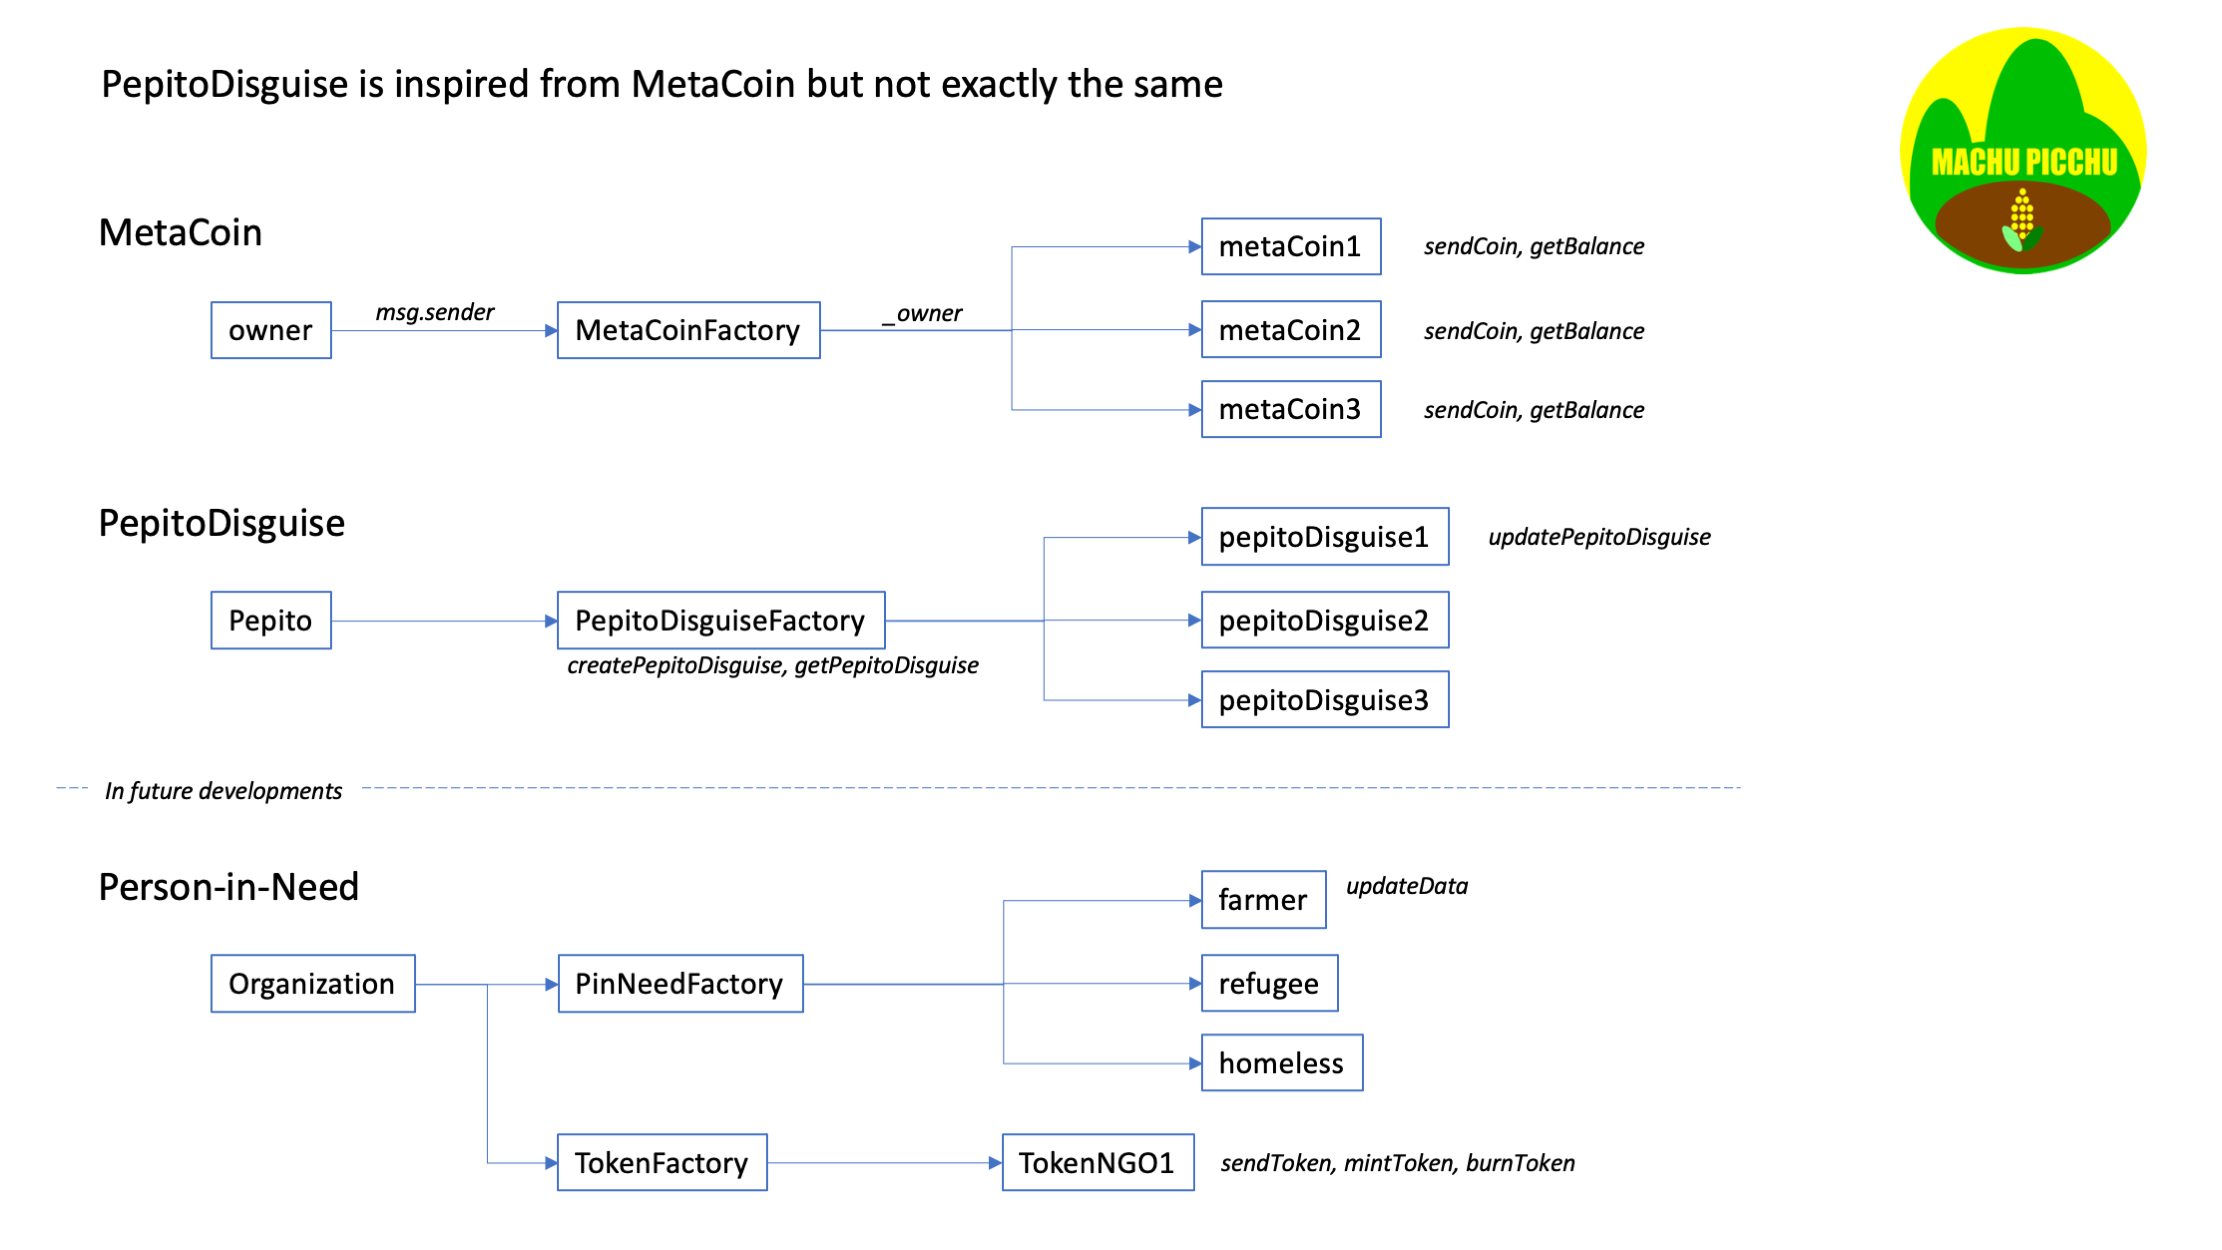 PepitoDisguise is inspired from MetaCoin but not exactly the same
MACHU PICCHU
MetaCoin
owner
msg.sender
MetaCoinFactory
_owner
metaCoin1
sendCoin, getBalance
metaCoin2
sendCoin, getBalance
metaCoin3
sendCoin, getBalance
PepitoDisguise
Pepito
PepitoDisguiseFactory
createPepitoDisguise, getPepitoDisguise
pepitoDisguise1
updatePepitoDisguise
pepitoDisguise2
pepitoDisguise3
In future developments
Person-in-Need
Organization
PinNeedFactory
farmer
updateData
refugee
homeless
TokenFactory
TokenNGO1
sendToken, mintToken, burnToken